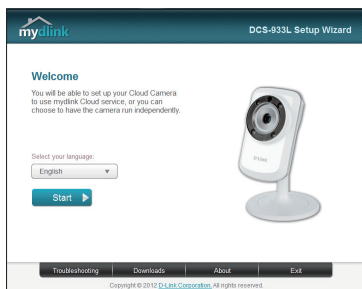 mydlink
DCS-933L Setup Wizard
Welcome
You will be able to set up your Cloud Camera
to use mydlink Cloud service, or you can
choose to have the camera run independently.
Select your language:
English
Start
D-Link
Troubleshooting Downloads About Exit
Copyright © 2012 D-Link Corporation. All rights reserved.